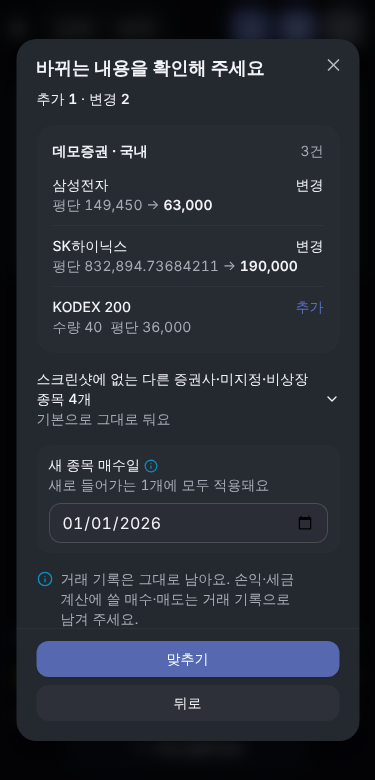 바뀌는 내용을 확인해 주세요
추가 1 · 변경 2
데모증권 · 국내 3건
삼성전자 변경
평단 149,450 → 63,000
SK하이닉스 변경
평단 832,894.73684211 → 190,000
KODEX 200 추가
수량 40 평단 36,000
스크린샷에 없는 다른 증권사·미지정·비상장
종목 4개
기본으로 그대로 둬요
새 종목 매수일
새로 들어가는 1개에 모두 적용돼요
01/01/2026
거래 기록은 그대로 남아요. 손익·세금
계산에 쓸 매수·매도는 거래 기록으로
남겨 주세요.
맞추기
뒤로